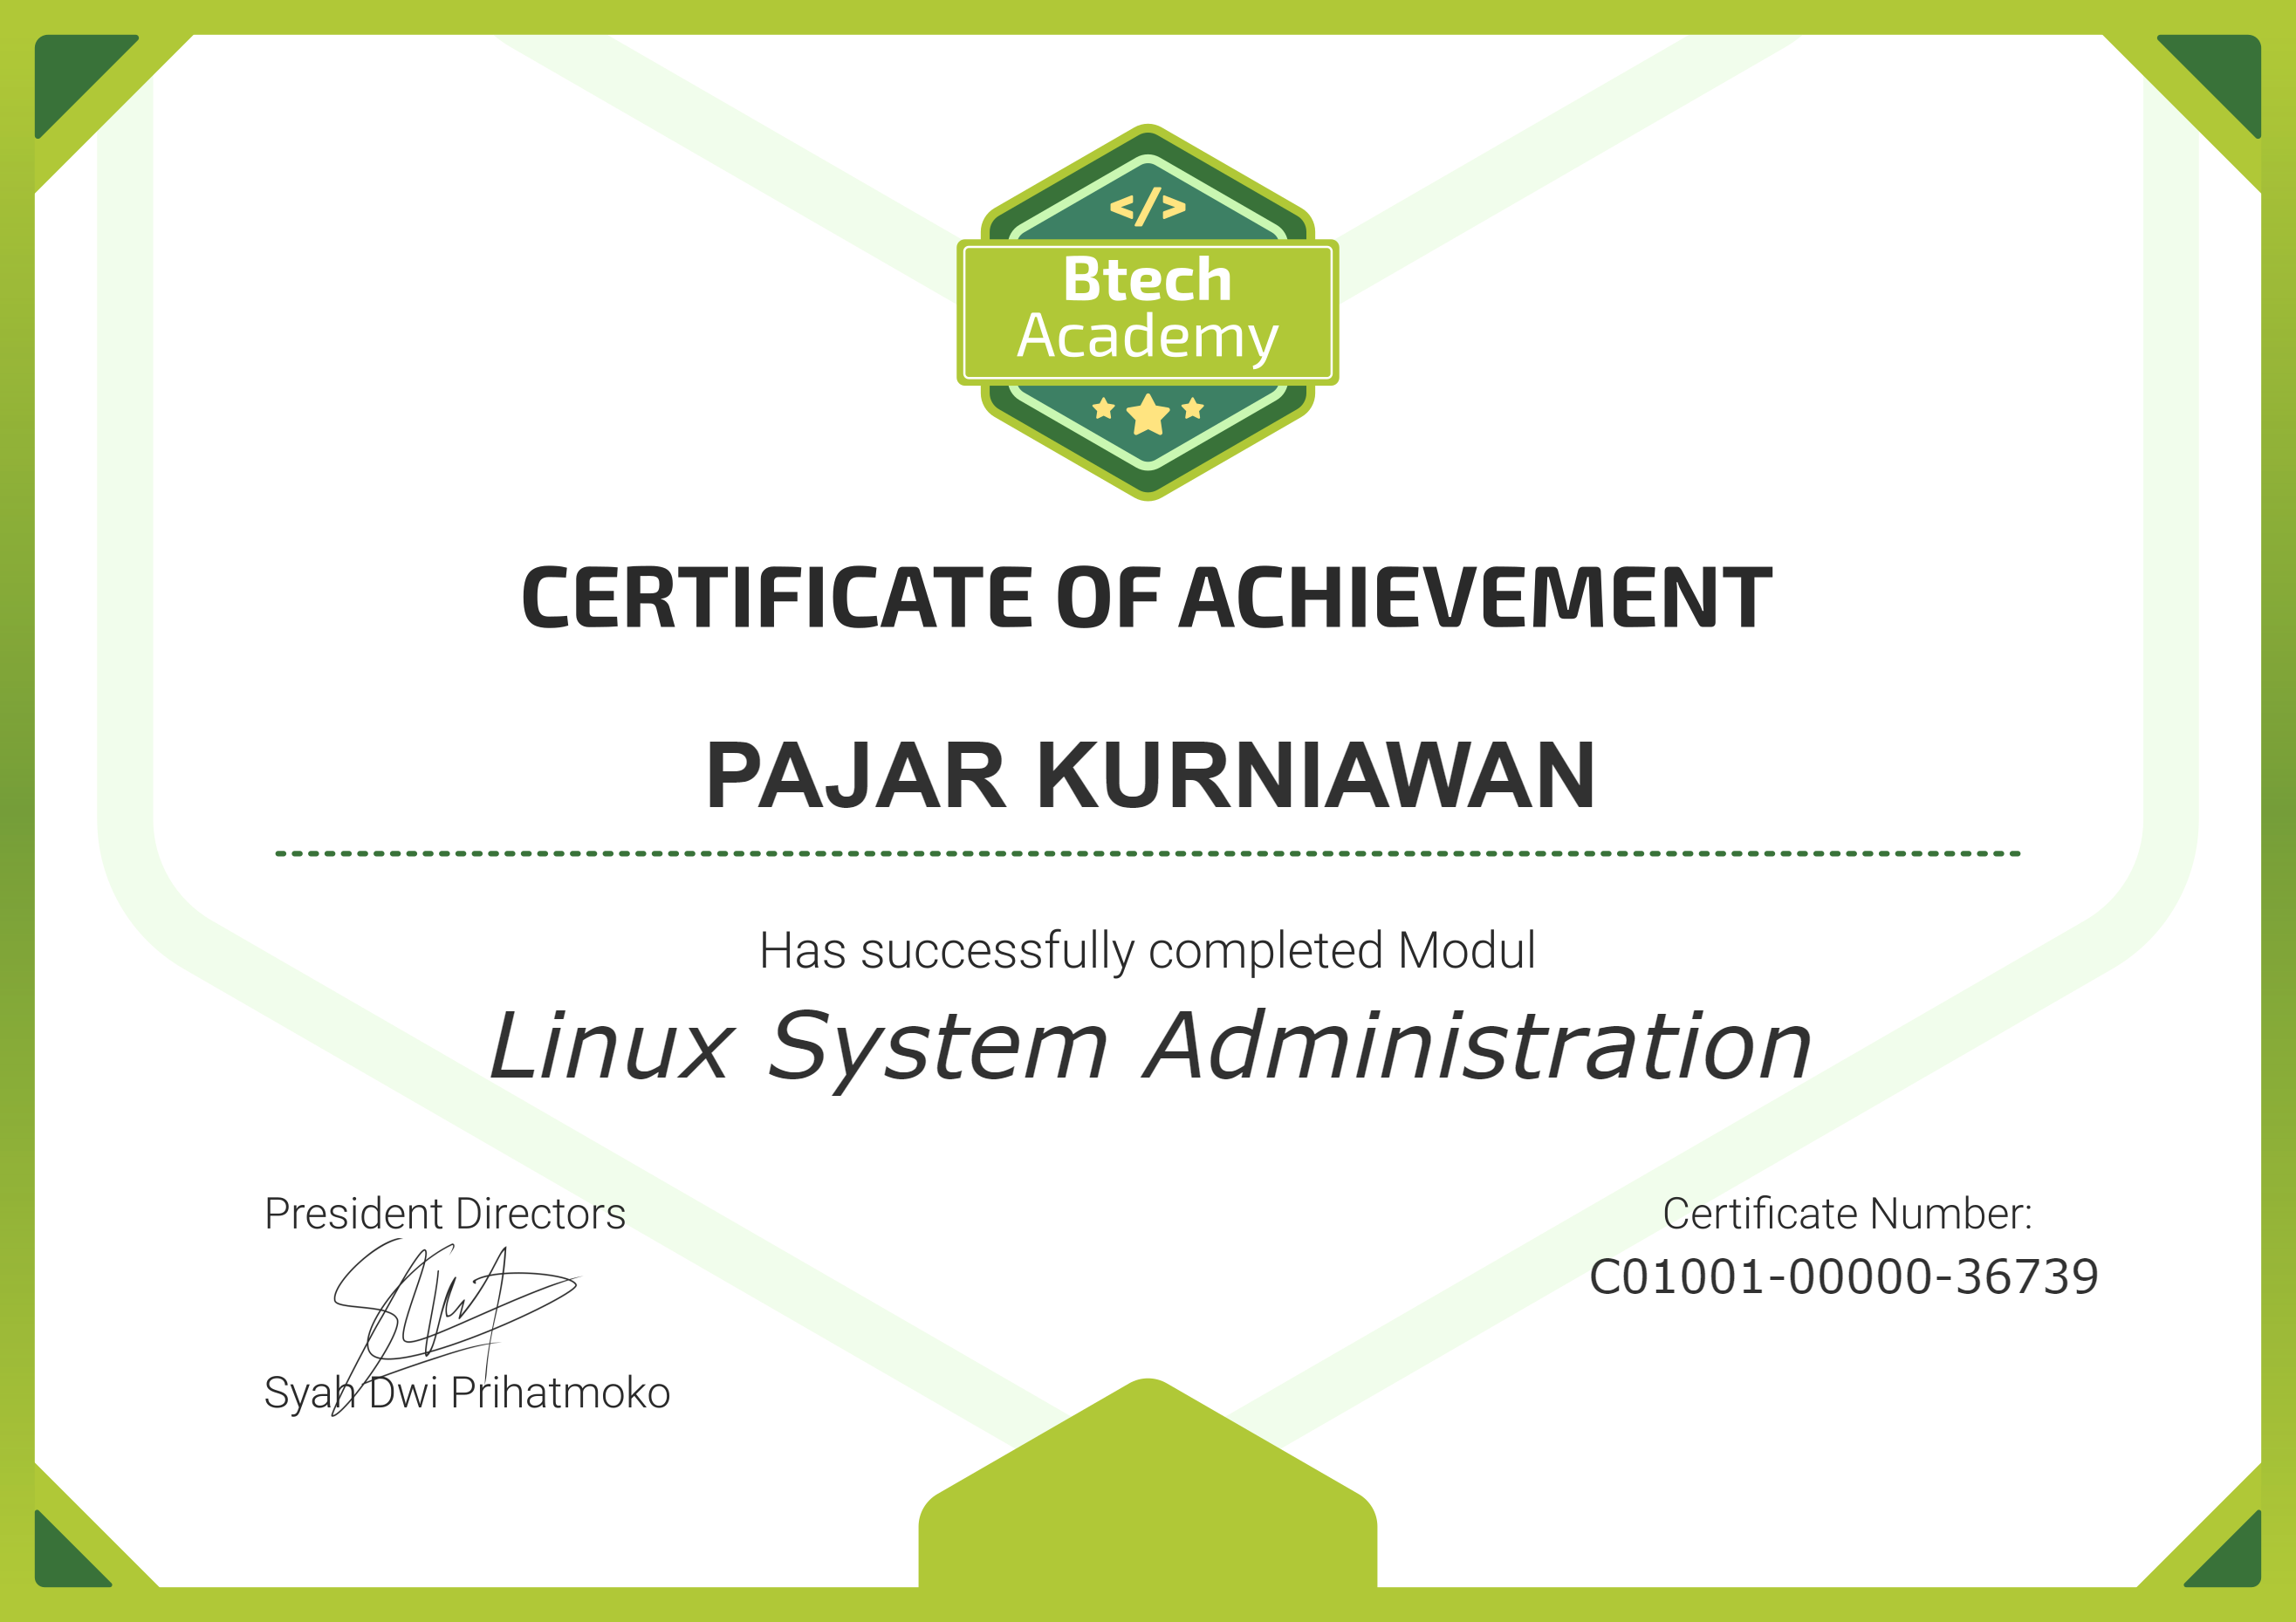 </>
Btech
Academy
CERTIFICATE OF ACHIEVEMENT
PAJAR KURNIAWAN
Has successfully completed Modul
Linux System Administration
President Directors
Syah Dwi Prihatmoko
Certificate Number:
C01001-00000-36739